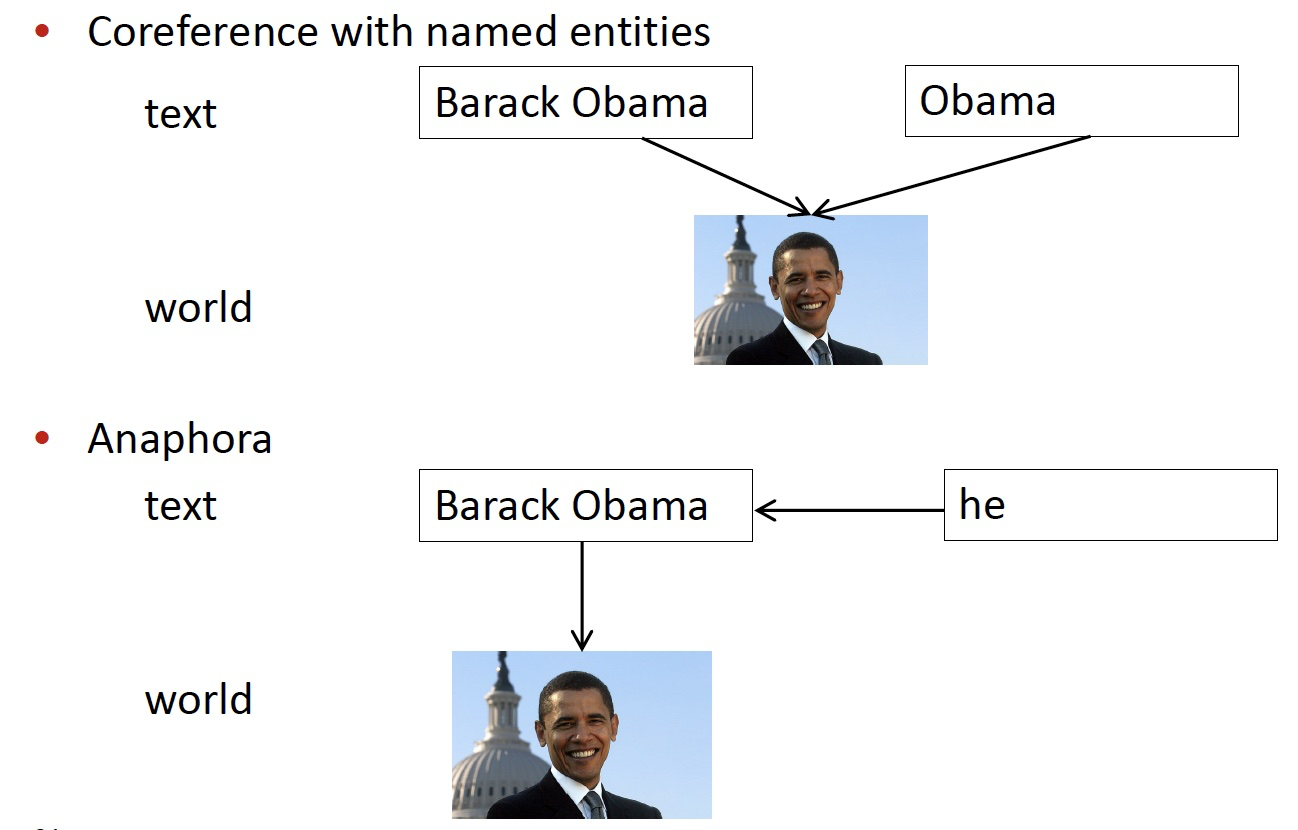 • Coreference with named entities
text
Barack Obama
Obama
world
• Anaphora
text
Barack Obama
he
world